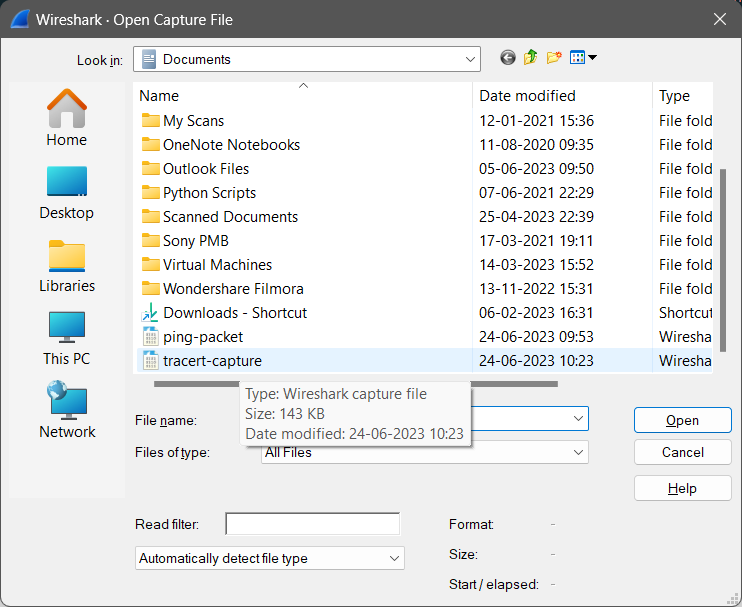 Wireshark · Open Capture File
Look in: Documents
Name Date modified Type
My Scans 12-01-2021 15:36 File fold
OneNote Notebooks 11-08-2020 09:35 File fold
Outlook Files 05-06-2023 09:50 File fold
Python Scripts 07-06-2021 22:29 File fold
Scanned Documents 25-04-2023 22:39 File fold
Sony PMB 17-03-2021 19:11 File fold
Virtual Machines 14-03-2023 15:52 File fold
Wondershare Filmora 13-11-2022 15:31 File fold
Downloads - Shortcut 06-02-2023 16:31 Shortcut
ping-packet 24-06-2023 09:53 Wiresha
tracert-capture 24-06-2023 10:23 Wiresha
Home
Desktop
Libraries
This PC
Network
Type: Wireshark capture file
Size: 143 KB
Date modified: 24-06-2023 10:23
File name:
Open
Files of type: All Files
Cancel
Help
Read filter:
Format: -
Automatically detect file type
Size: -
Start / elapsed: -